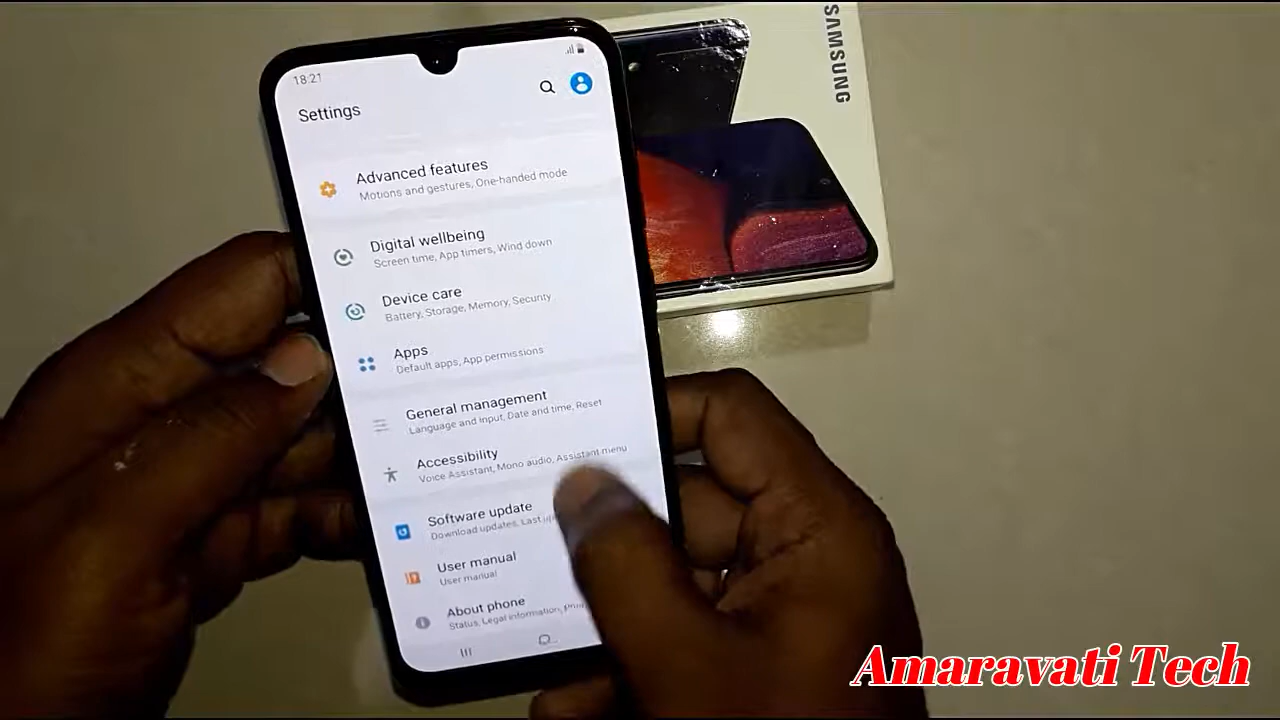 18:21
SAMSUNG
Settings
Advanced features
Motions and gestures, One-handed mode
Digital wellbeing
Screen time, App timers, Wind down
Device care
Battery, Storage, Memory, Security
Apps
Default apps, App permissions
General management
Language and input, Date and time, Reset
Accessibility
Voice Assistant, Mono audio, Assistant menu
Software update
Download updates, Last
User manual
User manual
About phone
Status, Legal information,
Amaravati Tech